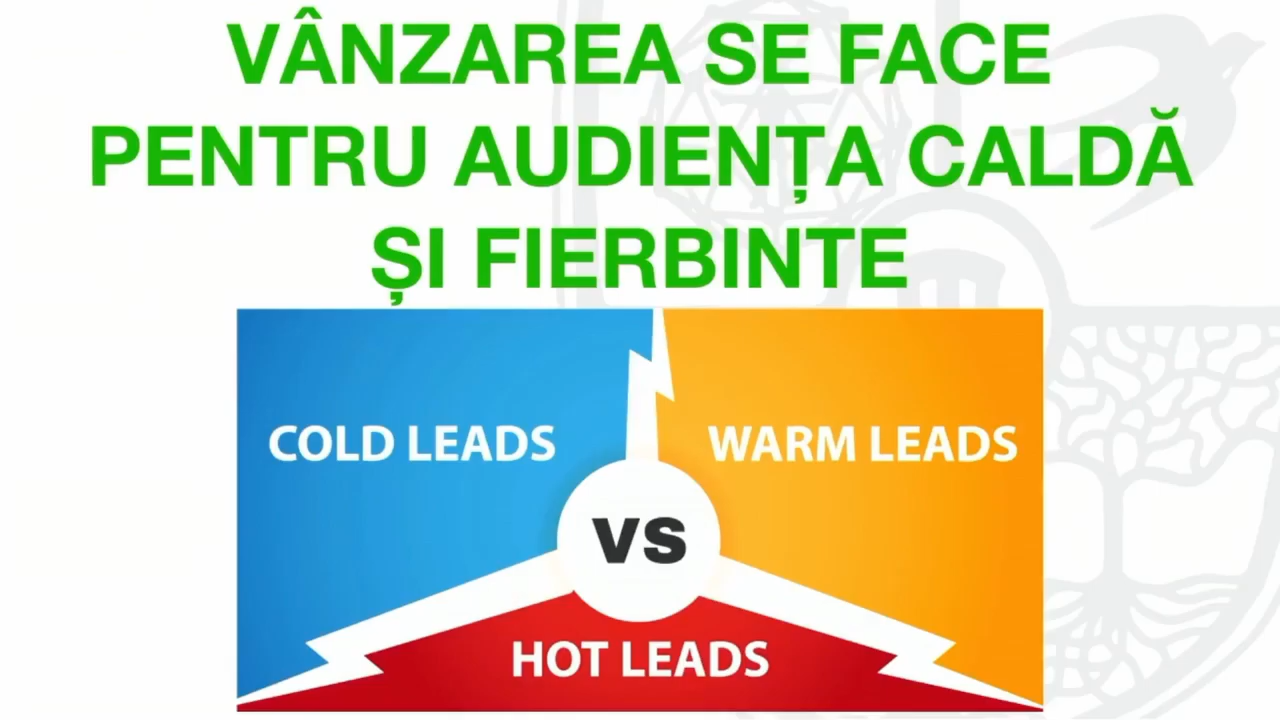 VÂNZAREA SE FACE
PENTRU AUDIENȚA CALDĂ
ȘI FIERBINTE
COLD LEADS
WARM LEADS
VS
HOT LEADS